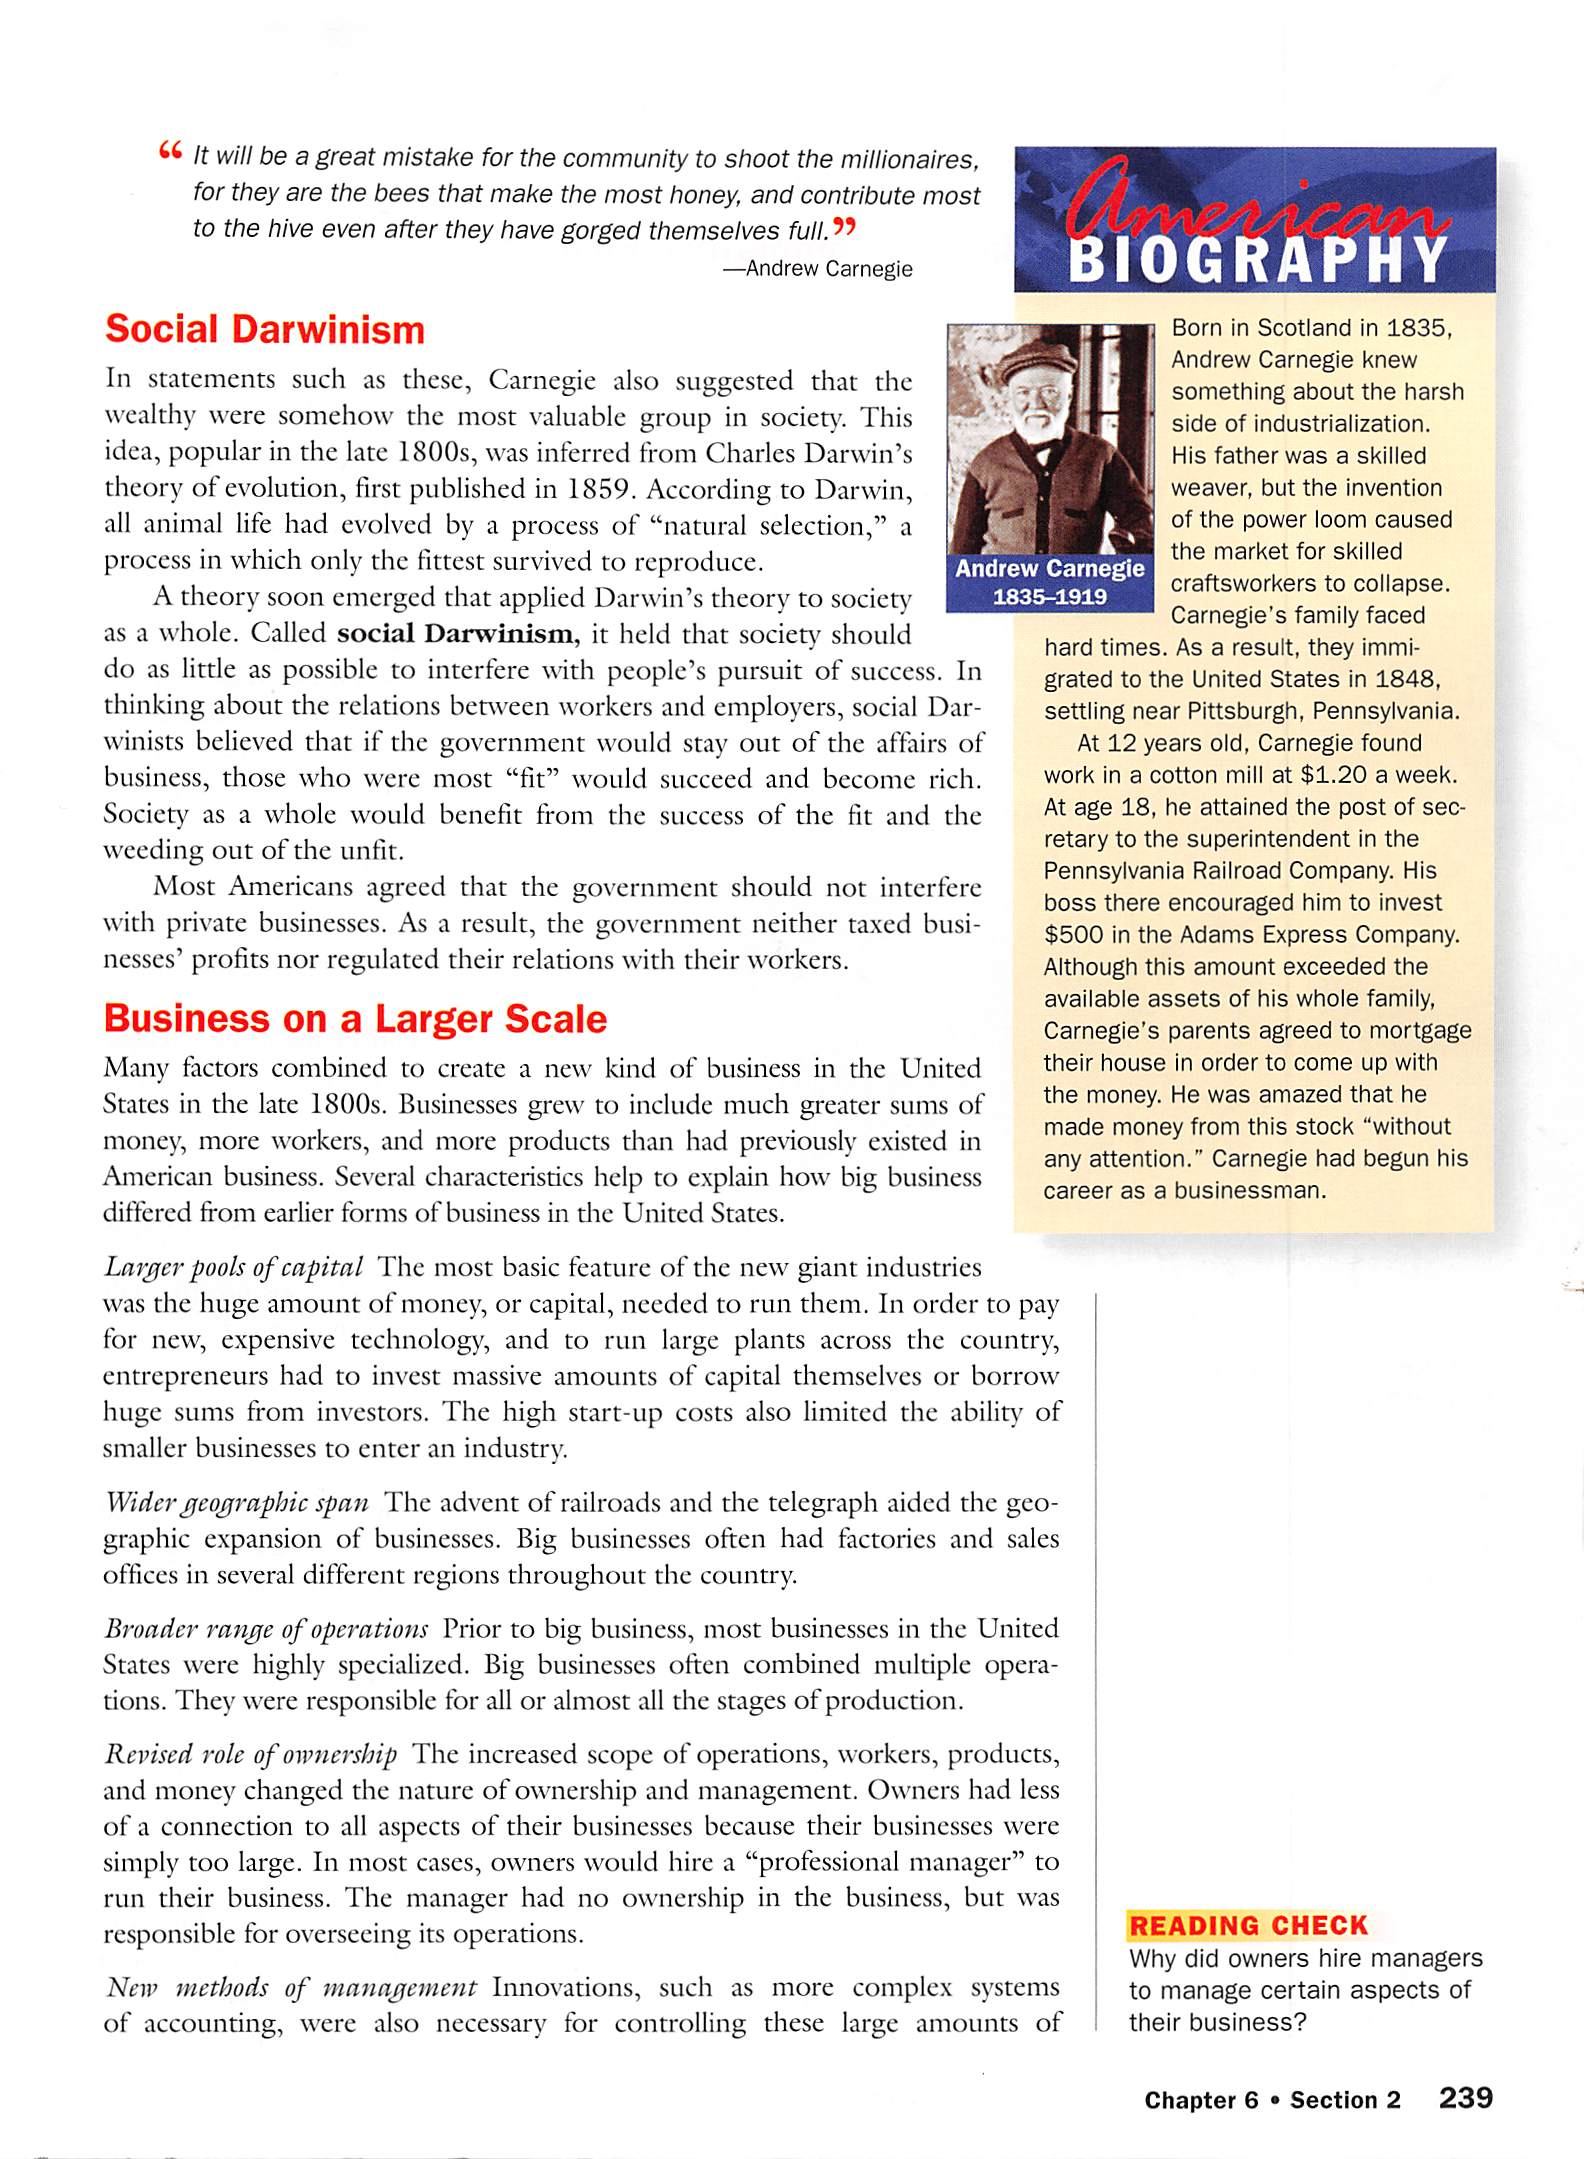 “ It will be a great mistake for the community to shoot the millionaires,
for they are the bees that make the most honey, and contribute most
to the hive even after they have gorged themselves full.”
—Andrew Carnegie
Social Darwinism
In statements such as these, Carnegie also suggested that the
wealthy were somehow the most valuable group in society. This
idea, popular in the late 1800s, was inferred from Charles Darwin’s
theory of evolution, first published in 1859. According to Darwin,
all animal life had evolved by a process of “natural selection,” a
process in which only the fittest survived to reproduce.
A theory soon emerged that applied Darwin’s theory to society
as a whole. Called social Darwinism, it held that society should
do as little as possible to interfere with people’s pursuit of success. In
thinking about the relations between workers and employers, social Dar-
winists believed that if the government would stay out of the affairs of
business, those who were most “fit” would succeed and become rich.
Society as a whole would benefit from the success of the fit and the
weeding out of the unfit.
Most Americans agreed that the government should not interfere
with private businesses. As a result, the government neither taxed busi-
nesses’ profits nor regulated their relations with their workers.
Business on a Larger Scale
Many factors combined to create a new kind of business in the United
States in the late 1800s. Businesses grew to include much greater sums of
money, more workers, and more products than had previously existed in
American business. Several characteristics help to explain how big business
differed from earlier forms of business in the United States.
Larger pools of capital The most basic feature of the new giant industries
was the huge amount of money, or capital, needed to run them. In order to pay
for new, expensive technology, and to run large plants across the country,
entrepreneurs had to invest massive amounts of capital themselves or borrow
huge sums from investors. The high start-up costs also limited the ability of
smaller businesses to enter an industry.
Wider geographic span The advent of railroads and the telegraph aided the geo-
graphic expansion of businesses. Big businesses often had factories and sales
offices in several different regions throughout the country.
Broader range of operations Prior to big business, most businesses in the United
States were highly specialized. Big businesses often combined multiple opera-
tions. They were responsible for all or almost all the stages of production.
Revised role of ownership The increased scope of operations, workers, products,
and money changed the nature of ownership and management. Owners had less
of a connection to all aspects of their businesses because their businesses were
simply too large. In most cases, owners would hire a “professional manager” to
run their business. The manager had no ownership in the business, but was
responsible for overseeing its operations.
New methods of management Innovations, such as more complex systems
of accounting, were also necessary for controlling these large amounts of
American
BIOGRAPHY
Andrew Carnegie
1835–1919
Born in Scotland in 1835,
Andrew Carnegie knew
something about the harsh
side of industrialization.
His father was a skilled
weaver, but the invention
of the power loom caused
the market for skilled
craftsworkers to collapse.
Carnegie’s family faced
hard times. As a result, they immi-
grated to the United States in 1848,
settling near Pittsburgh, Pennsylvania.
At 12 years old, Carnegie found
work in a cotton mill at $1.20 a week.
At age 18, he attained the post of sec-
retary to the superintendent in the
Pennsylvania Railroad Company. His
boss there encouraged him to invest
$500 in the Adams Express Company.
Although this amount exceeded the
available assets of his whole family,
Carnegie’s parents agreed to mortgage
their house in order to come up with
the money. He was amazed that he
made money from this stock “without
any attention.” Carnegie had begun his
career as a businessman.
READING CHECK
Why did owners hire managers
to manage certain aspects of
their business?
Chapter 6 • Section 2 239